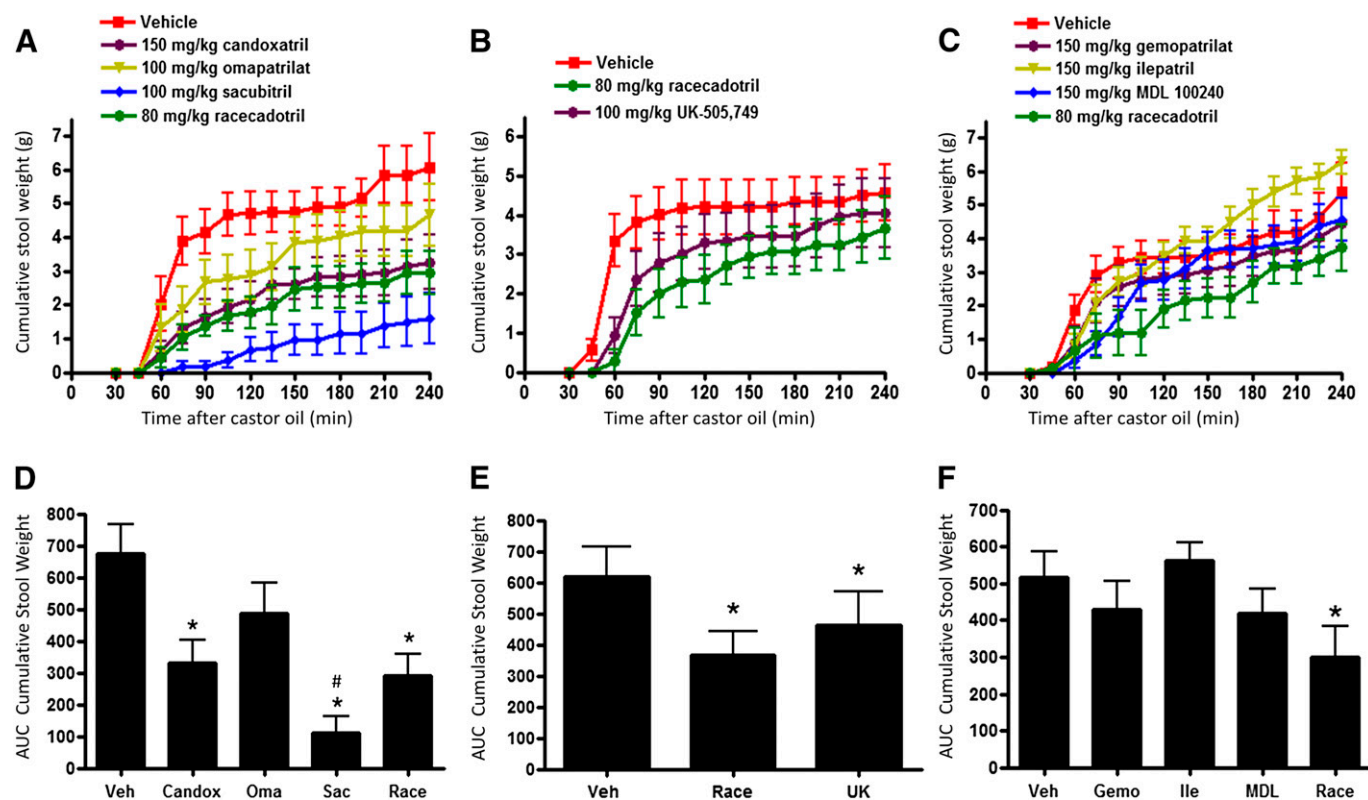 A
Vehicle
150 mg/kg candoxatril
100 mg/kg omapatrilat
100 mg/kg sacubitril
80 mg/kg racecadotril
Cumulative stool weight (g)
7
6
5
4
3
2
1
0
0 30 60 90 120 150 180 210 240
Time after castor oil (min)
B
Vehicle
80 mg/kg racecadotril
100 mg/kg UK-505,749
Cumulative stool weight (g)
6
5
4
3
2
1
0
0 30 60 90 120 150 180 210 240
Time after castor oil (min)
C
Vehicle
150 mg/kg gemopatrilat
150 mg/kg ilepatril
150 mg/kg MDL 100240
80 mg/kg racecadotril
Cumulative stool weight (g)
7
6
5
4
3
2
1
0
0 30 60 90 120 150 180 210 240
Time after castor oil (min)
D
AUC Cumulative Stool Weight
800
700
600
500
400
300
200
100
0
*
#
*
*
Veh Candox Oma Sac Race
E
AUC Cumulative Stool Weight
800
700
600
500
400
300
200
100
0
*
*
Veh Race UK
F
AUC Cumulative Stool Weight
700
600
500
400
300
200
100
0
*
Veh Gemo Ile MDL Race